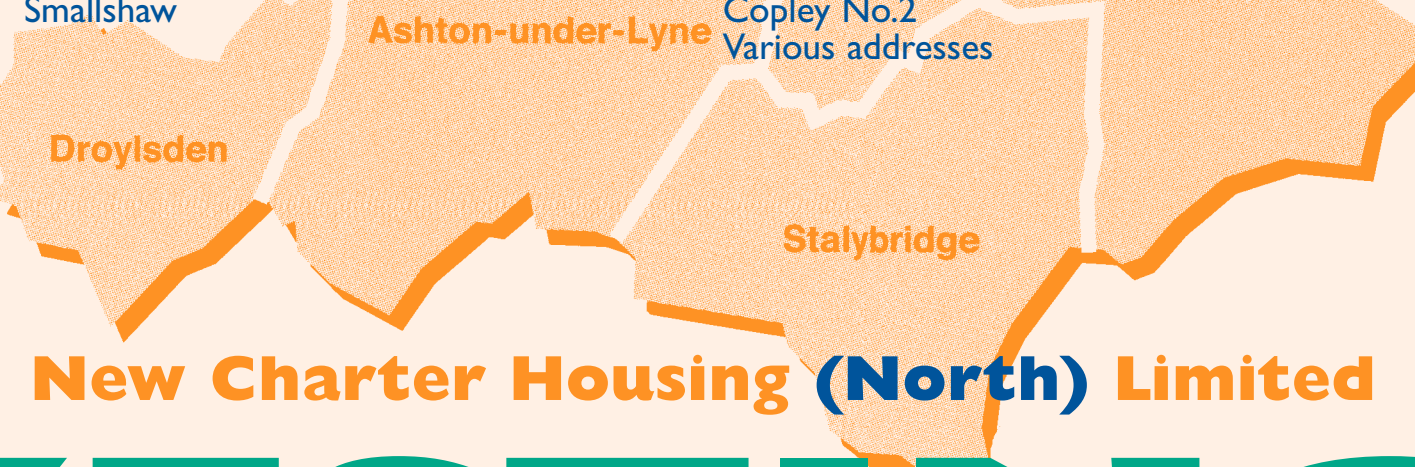 Smallshaw
Ashton-under-Lyne
Copley No.2
Various addresses
Droylsden
Stalybridge
New Charter Housing (North) Limited